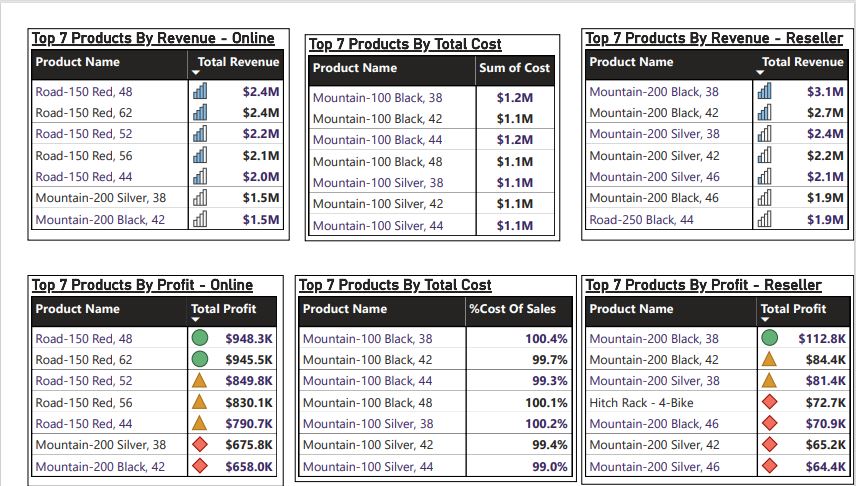 Top 7 Products By Revenue - Online
Product Name Total Revenue
Road-150 Red, 48 $2.4M
Road-150 Red, 62 $2.4M
Road-150 Red, 52 $2.2M
Road-150 Red, 56 $2.1M
Road-150 Red, 44 $2.0M
Mountain-200 Silver, 38 $1.5M
Mountain-200 Black, 42 $1.5M
Top 7 Products By Total Cost
Product Name Sum of Cost
Mountain-100 Black, 38 $1.2M
Mountain-100 Black, 42 $1.1M
Mountain-100 Black, 44 $1.2M
Mountain-100 Black, 48 $1.1M
Mountain-100 Silver, 38 $1.1M
Mountain-100 Silver, 42 $1.1M
Mountain-100 Silver, 44 $1.1M
Top 7 Products By Revenue - Reseller
Product Name Total Revenue
Mountain-200 Black, 38 $3.1M
Mountain-200 Black, 42 $2.7M
Mountain-200 Silver, 38 $2.4M
Mountain-200 Silver, 42 $2.2M
Mountain-200 Silver, 46 $2.1M
Mountain-200 Black, 46 $1.9M
Road-250 Black, 44 $1.9M
Top 7 Products By Profit - Online
Product Name Total Profit
Road-150 Red, 48 $948.3K
Road-150 Red, 62 $945.5K
Road-150 Red, 52 $849.8K
Road-150 Red, 56 $830.1K
Road-150 Red, 44 $790.7K
Mountain-200 Silver, 38 $675.8K
Mountain-200 Black, 42 $658.0K
Top 7 Products By Total Cost
Product Name %Cost Of Sales
Mountain-100 Black, 38 100.4%
Mountain-100 Black, 42 99.7%
Mountain-100 Black, 44 99.3%
Mountain-100 Black, 48 100.1%
Mountain-100 Silver, 38 100.2%
Mountain-100 Silver, 42 99.4%
Mountain-100 Silver, 44 99.0%
Top 7 Products By Profit - Reseller
Product Name Total Profit
Mountain-200 Black, 38 $112.8K
Mountain-200 Black, 42 $84.4K
Mountain-200 Silver, 38 $81.4K
Hitch Rack - 4-Bike $72.7K
Mountain-200 Black, 46 $70.9K
Mountain-200 Silver, 42 $65.2K
Mountain-200 Silver, 46 $64.4K